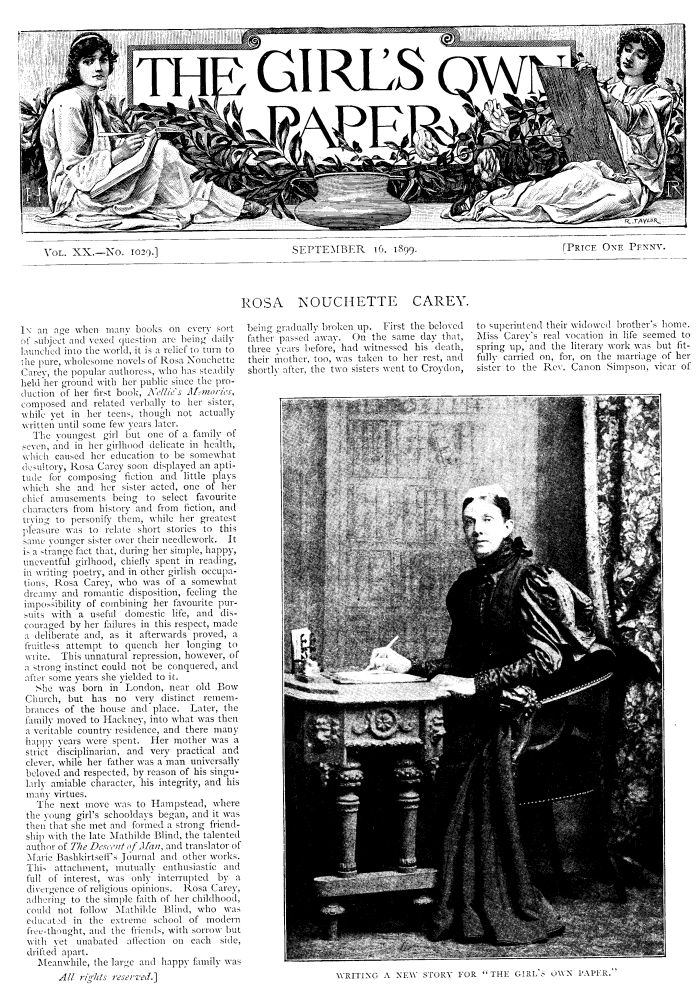 THE GIRL'S OWN
PAPER
R. TAYLOR
VOL. XX.—NO. 1029.]
SEPTEMBER 16, 1899.
[PRICE ONE PENNY.
ROSA NOUCHETTE CAREY.
IN an age when many books on every sort
of subject and vexed question are being daily
launched into the world, it is a relief to turn to
the pure, wholesome novels of Rosa Nouchette
Carey, the popular authoress, who has steadily
held her ground with her public since the pro-
duction of her first book, Nellie's Memories,
composed and related verbally to her sister,
while yet in her teens, though not actually
written until some few years later.
The youngest girl but one of a family of
seven, and in her girlhood delicate in health,
which caused her education to be somewhat
desultory, Rosa Carey soon displayed an apti-
tude for composing fiction and little plays
which she and her sister acted, one of her
chief amusements being to select favourite
characters from history and from fiction, and
trying to personify them, while her greatest
pleasure was to relate short stories to this
same younger sister over their needlework. It
is a strange fact that, during her simple, happy,
uneventful girlhood, chiefly spent in reading,
in writing poetry, and in other girlish occupa-
tions, Rosa Carey, who was of a somewhat
dreamy and romantic disposition, feeling the
impossibility of combining her favourite pur-
suits with a useful domestic life, and dis-
couraged by her failures in this respect, made
a deliberate and, as it afterwards proved, a
fruitless attempt to quench her longing to
write. This unnatural repression, however, of
a strong instinct could not be conquered, and
after some years she yielded to it.
She was born in London, near old Bow
Church, but has no very distinct remem-
brances of the house and place. Later, the
family moved to Hackney, into what was then
a veritable country residence, and there many
happy years were spent. Her mother was a
strict disciplinarian, and very practical and
clever, while her father was a man universally
beloved and respected, by reason of his singu-
larly amiable character, his integrity, and his
many virtues.
The next move was to Hampstead, where
the young girl's schooldays began, and it was
then that she met and formed a strong friend-
ship with the late Mathilde Blind, the talented
author of The Descent of Man, and translator of
Marie Bashkirtseff's Journal and other works.
This attachment, mutually enthusiastic and
full of interest, was only interrupted by a
divergence of religious opinions. Rosa Carey,
adhering to the simple faith of her childhood,
could not follow Mathilde Blind, who was
educated in the extreme school of modern
free-thought, and the friends, with sorrow but
with yet unabated affection on each side,
drifted apart.
Meanwhile, the large and happy family was
All rights reserved.]
being gradually broken up. First the beloved
father passed away. On the same day that,
three years before, had witnessed his death,
their mother, too, was taken to her rest, and
shortly after, the two sisters went to Croydon,
to superintend their widowed brother's home.
Miss Carey's real vocation in life seemed to
spring up, and the literary work was but fit-
fully carried on, for, on the marriage of her
sister to the Rev. Canon Simpson, vicar of
WRITING A NEW STORY FOR "THE GIRL'S OWN PAPER."